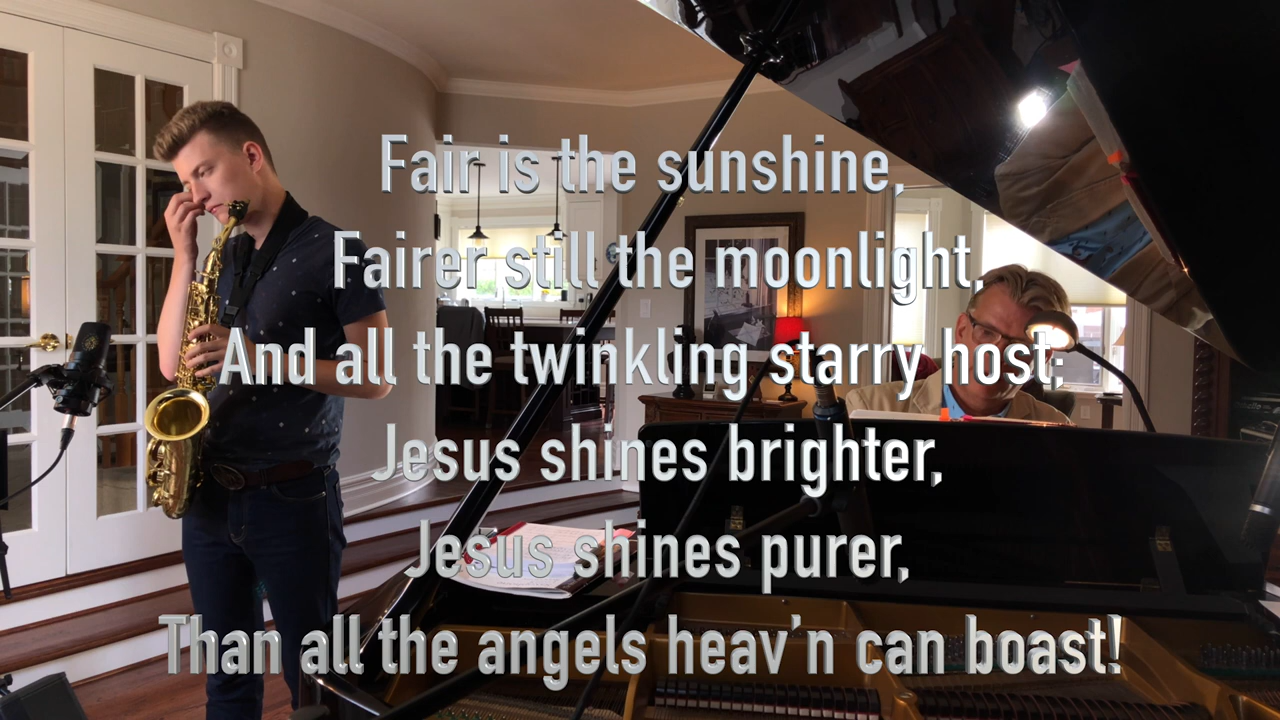 Fair is the sunshine,
Fairer still the moonlight,
And all the twinkling starry host;
Jesus shines brighter,
Jesus shines purer,
Than all the angels heav'n can boast!